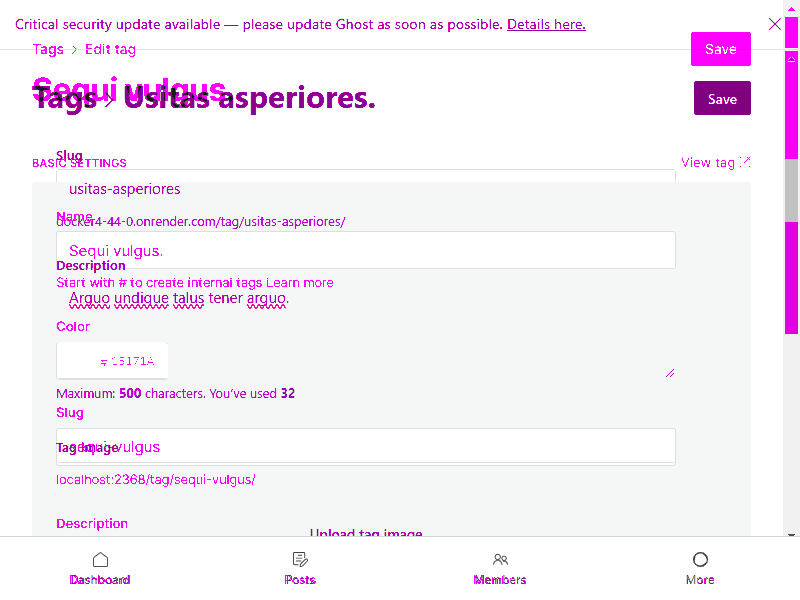 Critical security update available — please update Ghost as soon as possible. Details here.
Tags > Edit tag
Save
Sequi vulgus.
Tags > Usitas asperiores.
Save
Slug
BASIC SETTINGS
View tag
usitas-asperiores
Name
docker4-44-0.onrender.com/tag/usitas-asperiores/
Sequi vulgus.
Description
Start with # to create internal tags Learn more
Arguo undique talus tener arguo.
Color
# 15171A
Maximum: 500 characters. You've used 32
Slug
sequi-vulgus
Tag image
localhost:2368/tag/sequi-vulgus/
Description
Upload tag image
Dashboard
Posts
Members
More